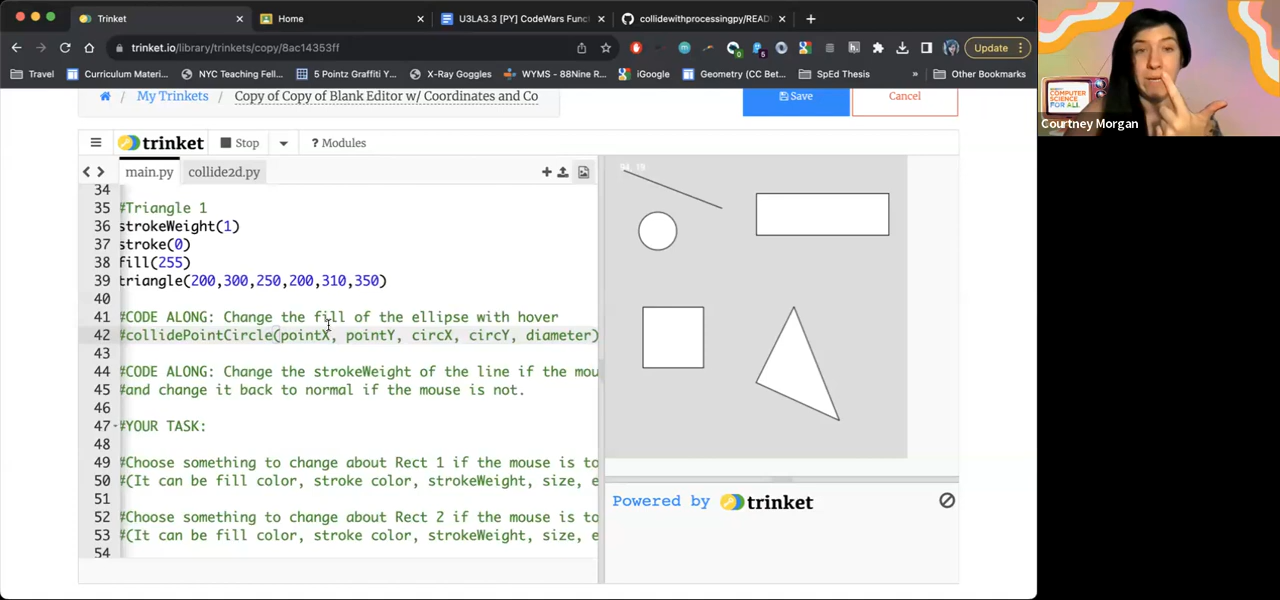 Trinket
Home
U3LA3.3 [PY] CodeWars Func
collidewithprocessingpy/READ
trinket.io/library/trinkets/copy/8ac14353ff
Update
Travel
Curriculum Materi...
NYC Teaching Fell...
5 Pointz Graffiti Y...
X-Ray Goggles
WYMS - 88Nine R...
iGoogle
Geometry (CC Bet...
SpEd Thesis
»
Other Bookmarks
COMPUTER
SCIENCE
FOR ALL
Courtney Morgan
/ My Trinkets / Copy of Copy of Blank Editor w/ Coordinates and Co
Save
Cancel
trinket
Stop
? Modules
main.py
collide2d.py
34
35 #Triangle 1
36 strokeWeight(1)
37 stroke(0)
38 fill(255)
39 triangle(200,300,250,200,310,350)
40
41 #CODE ALONG: Change the fill of the ellipse with hover
42 #collidePointCircle(pointX, pointY, circX, circY, diameter)
43
44 #CODE ALONG: Change the strokeWeight of the line if the mou
45 #and change it back to normal if the mouse is not.
46
47 #YOUR TASK:
48
49 #Choose something to change about Rect 1 if the mouse is to
50 #(It can be fill color, stroke color, strokeWeight, size, e
51
52 #Choose something to change about Rect 2 if the mouse is to
53 #(It can be fill color, stroke color, strokeWeight, size, e
54
Powered by trinket